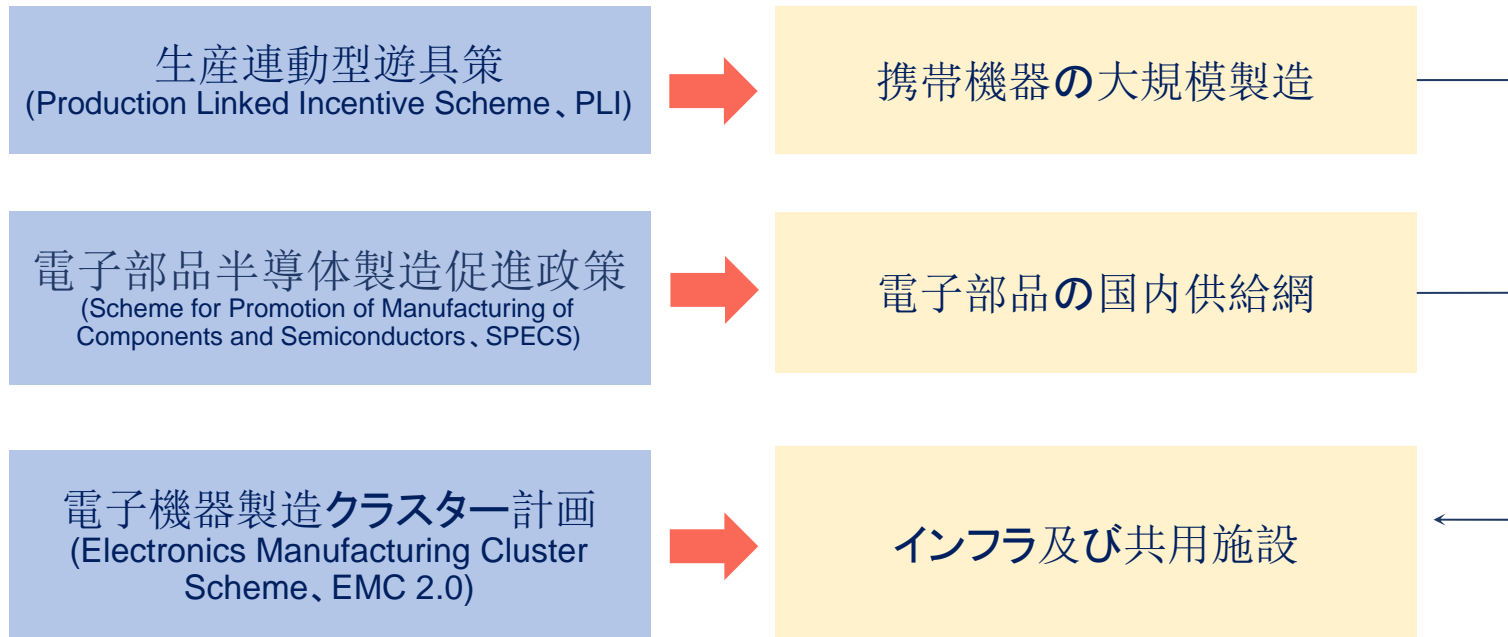 生産連動型遊具策
(Production Linked Incentive Scheme、PLI)
携帯機器の大規模製造
電子部品半導体製造促進政策
(Scheme for Promotion of Manufacturing of
Components and Semiconductors、SPECS)
電子部品の国内供給網
電子機器製造クラスター計画
(Electronics Manufacturing Cluster
Scheme、EMC 2.0)
インフラ及び共用施設